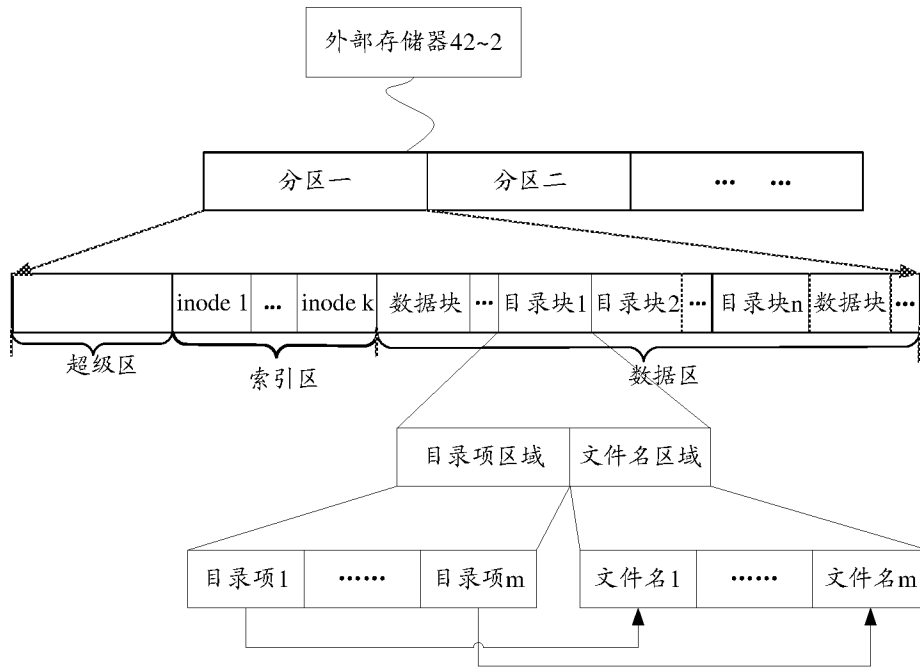 外部存储器42~2
分区一 分区二 ··· ···
inode 1 ... inode k 数据块 ... 目录块1 目录块2 ... 目录块n 数据块 ...
超级区 索引区 数据区
目录项区域 文件名区域
目录项1 ······ 目录项m 文件名1 ······ 文件名m